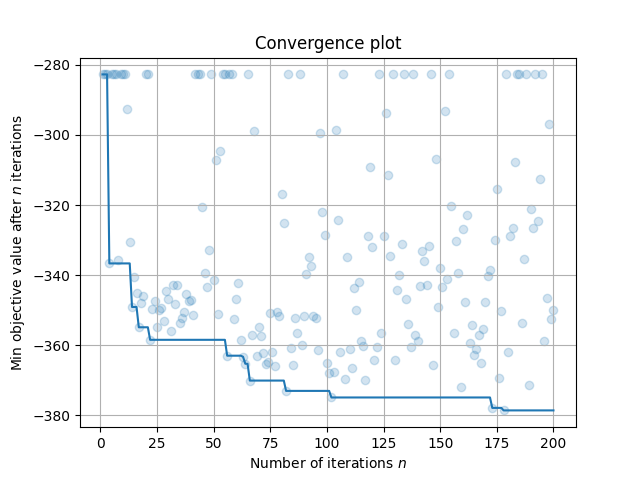 Convergence plot
Min objective value after n iterations
−280
−300
−320
−340
−360
−380
0 25 50 75 100 125 150 175 200
Number of iterations n